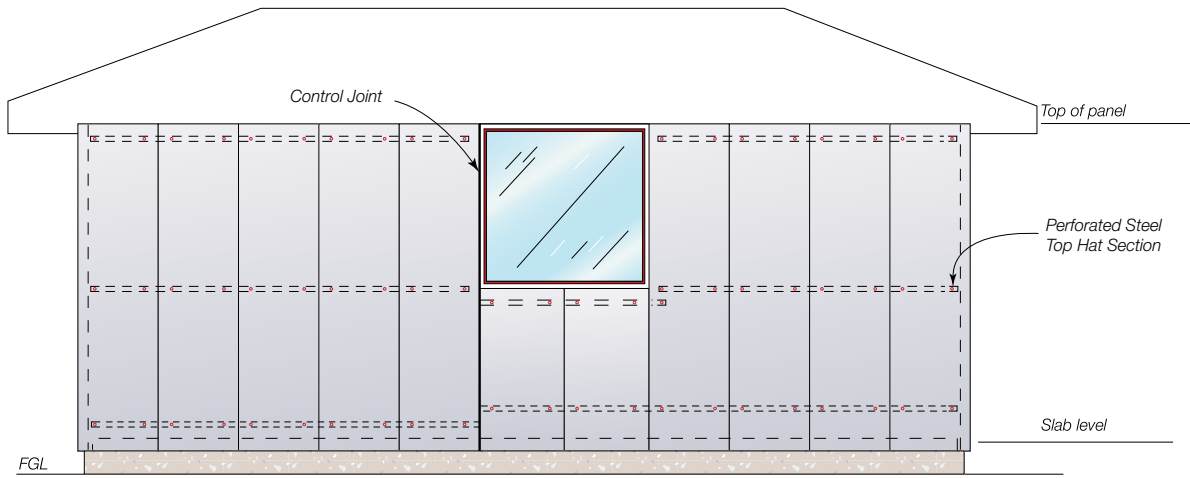 Control Joint
Top of panel
Perforated Steel
Top Hat Section
Slab level
FGL